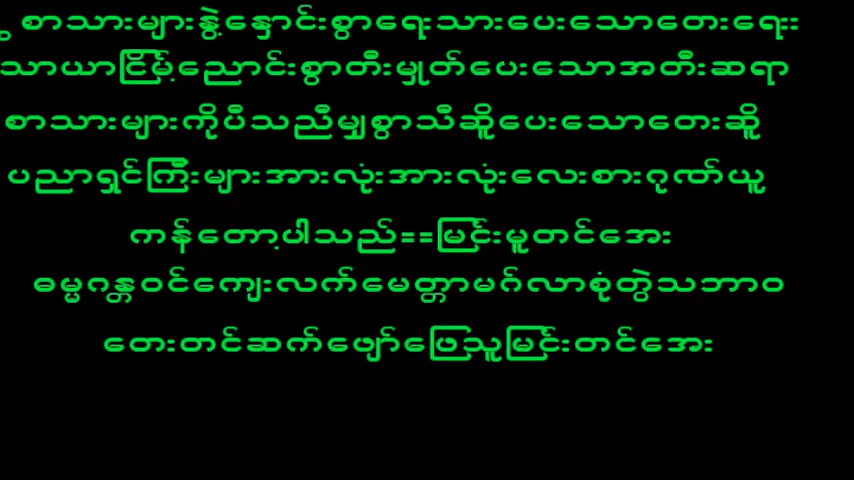 စာသားများနဲ့နှောင်းစွာရေးသားပေးသောတေးရေး
သာယာငြိမ့်ညောင်းစွာတီးမှုတ်ပေးသောအတီးဆရာ
စာသားများကိုပီသညီမျှစွာသီဆိူပေးသောတေးဆိူ
ပညာရှင်ကြီးများအားလုံးအားလုံးလေးစားဂုဏ်ယူ
ကန်တော့ပါသည်==မြင်းမူတင်အေး
ဓမ္မဂန္တဝင်ကျေးလက်မေတ္တာမဂ်လာစုံတွဲသဘာဝ
တေးတင်ဆက်ဖျော်ဖြေသူမြင်းတင်အေး